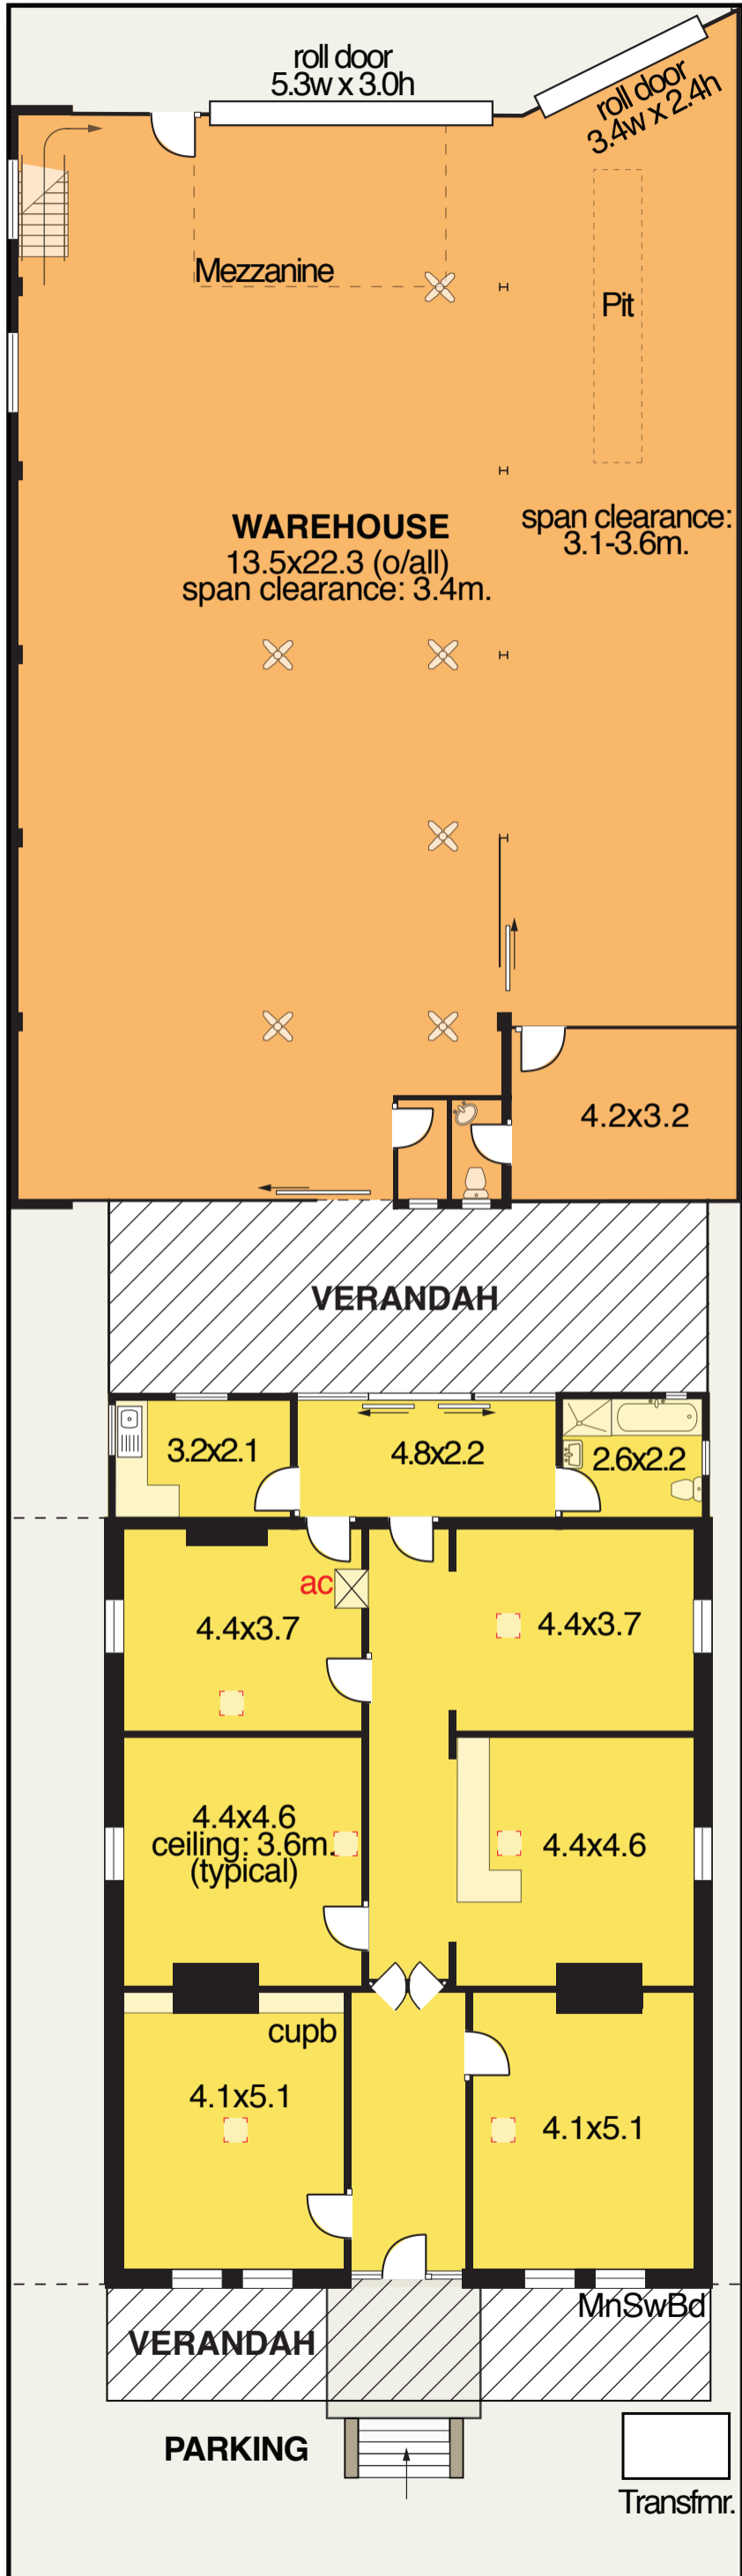 roll door
5.3w x 3.0h
roll door
3.4w x 2.4h
Mezzanine
Pit
WAREHOUSE
13.5x22.3 (o/all)
span clearance: 3.4m.
span clearance:
3.1-3.6m.
4.2x3.2
VERANDAH
3.2x2.1
4.8x2.2
2.6x2.2
ac
4.4x3.7
4.4x3.7
4.4x4.6
ceiling: 3.6m.
(typical)
4.4x4.6
cupb
4.1x5.1
4.1x5.1
MnSwBd
VERANDAH
PARKING
Transfmr.